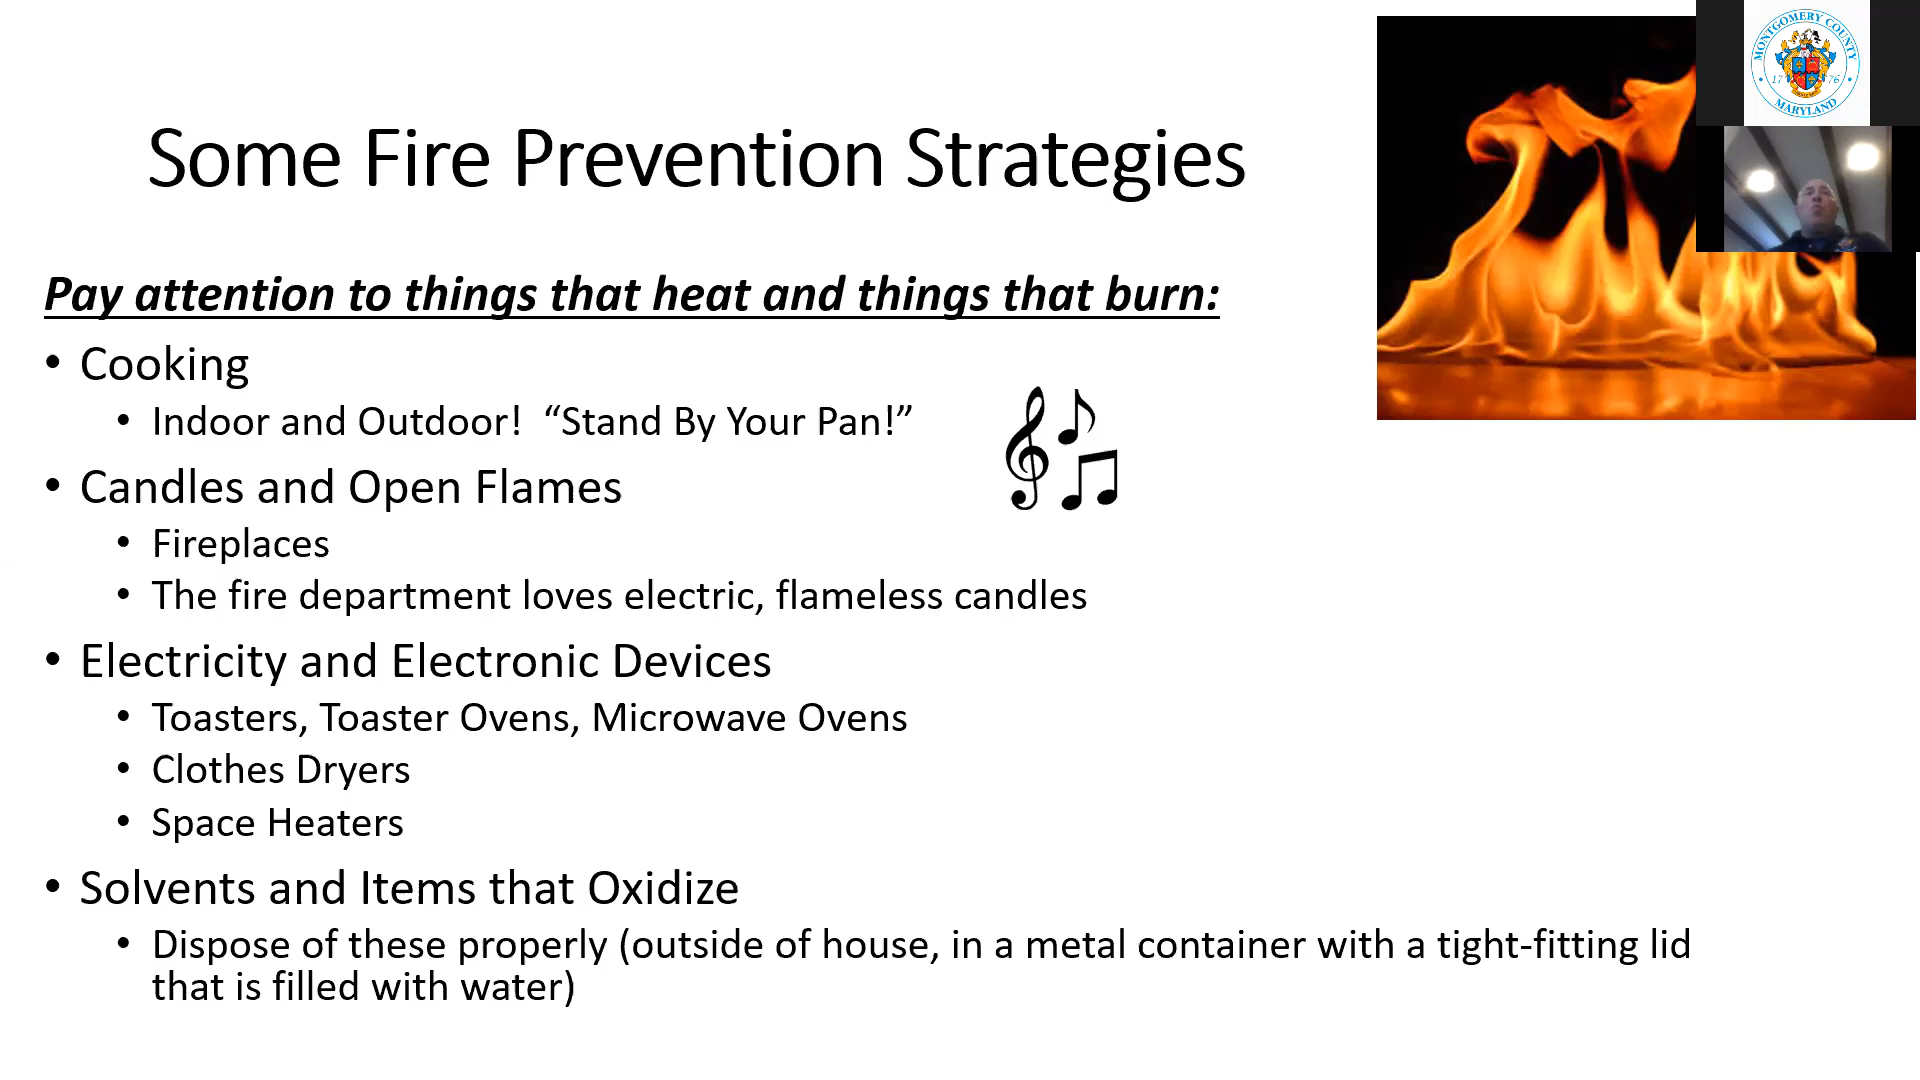 MONTGOMERY COUNTY
17 76
MARYLAND
Some Fire Prevention Strategies
Pay attention to things that heat and things that burn:
• Cooking
• Indoor and Outdoor!  “Stand By Your Pan!”
• Candles and Open Flames
• Fireplaces
• The fire department loves electric, flameless candles
• Electricity and Electronic Devices
• Toasters, Toaster Ovens, Microwave Ovens
• Clothes Dryers
• Space Heaters
• Solvents and Items that Oxidize
• Dispose of these properly (outside of house, in a metal container with a tight-fitting lid
that is filled with water)